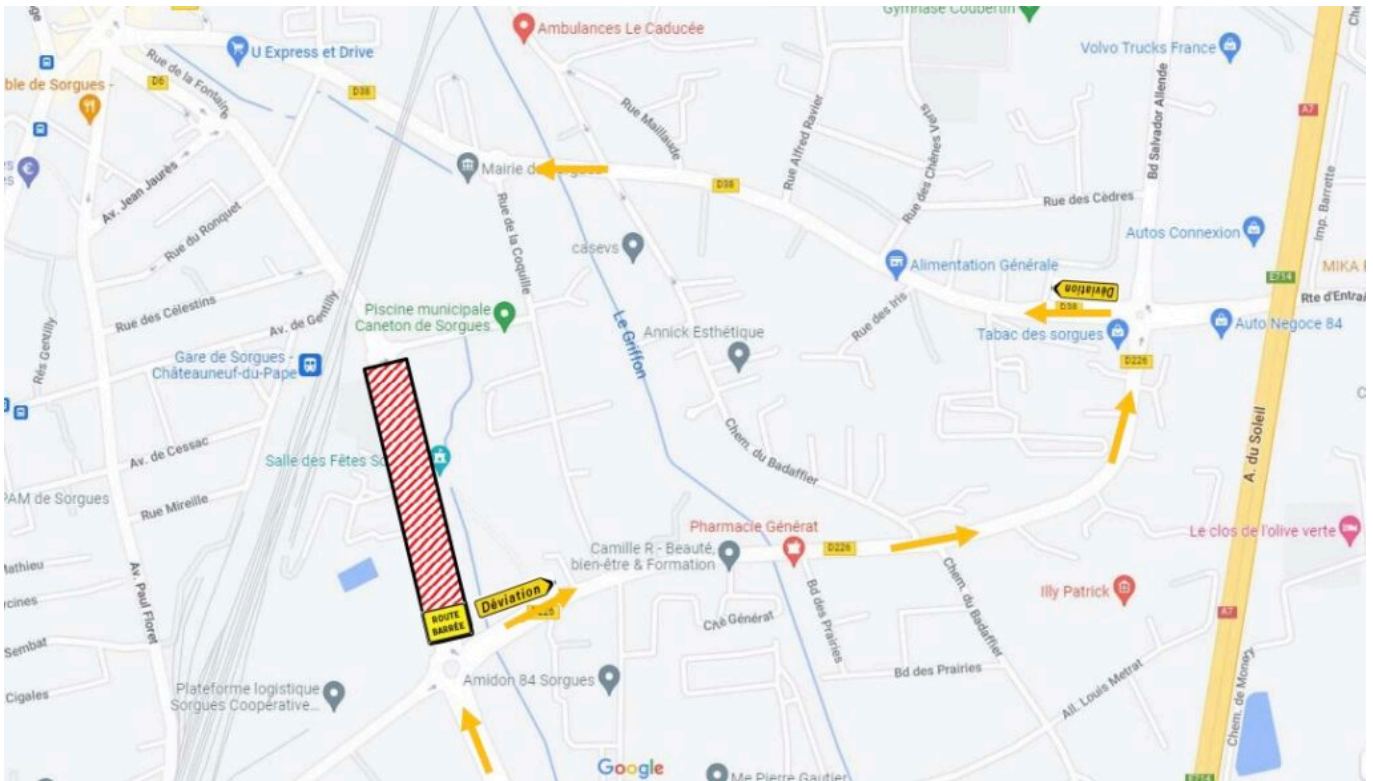 Gymnase Coubertin
Ambulances Le Caducée
U Express et Drive
Volvo Trucks France
Rue de la Fontaine
D6
D38
ble de Sorgues -
Rue Maillaude
Rue Alfred Ravier
Rue des Chênes Verts
Bd Salvador Allende
A7
Mairie de Sorgues
D38
Av. Jean Jaurès
Rue du Ronquet
Rue de la Coquille
Rue des Cèdres
Imp. Barrette
casevs
Autos Connexion
Alimentation Générale
E714
MIKA
Déviation
D38
Rte d'Entrai
Rue des Célestins
Av. de Gentilly
Piscine municipale
Caneton de Sorgues
Le Griffon
Annick Esthétique
Rue des Iris
Tabac des sorgues
Auto Negoce 84
Rés Gentilly
Gare de Sorgues -
Châteauneuf-du-Pape
D226
Av. de Cessac
Salle des Fêtes So
Chem. du Badaffier
A. du Soleil
PAM de Sorgues
Rue Mireille
Pharmacie Générat
D226
Le clos de l'olive verte
Camille R - Beauté,
bien-être & Formation
Mathieu
Av. Paul Floret
Déviation
ROUTE
BARRÉE
Bd des Prairies
Chem. du Badaffier
Illy Patrick
A7
Sembat
Cigales
Plateforme logistique
Sorgues Coopérative...
Amidon 84 Sorgues
Bd des Prairies
All. Louis Metrat
Google
Me Pierre Gautier
E714